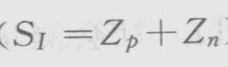 (S_I = Z_p + Z_n)